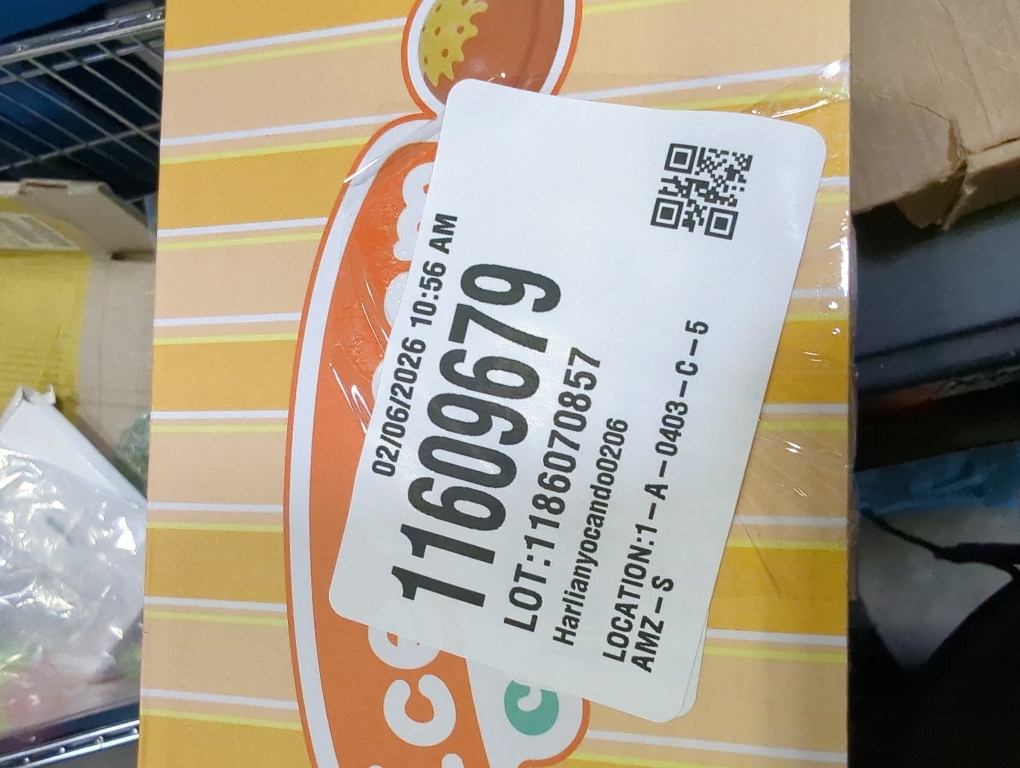 02/06/2026 10:56 AM
11609679
LOT:1186070857
Harlianyocando0206
LOCATION:1-A-0403-C-5
AMZ-S